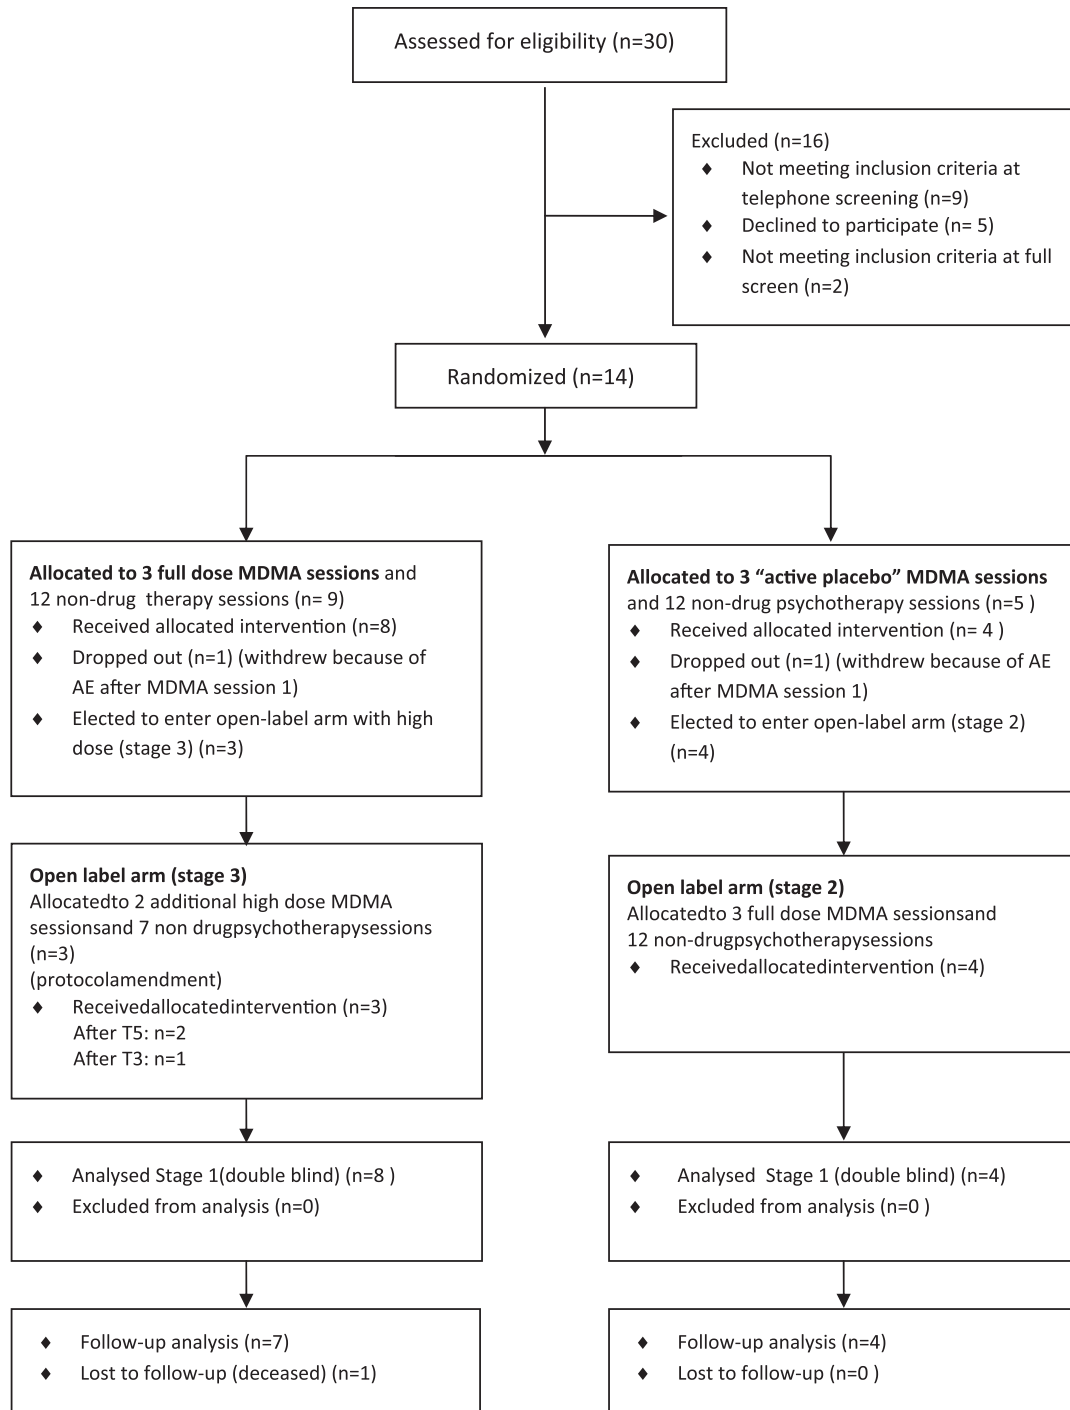 Assessed for eligibility (n=30)
Excluded (n=16)
♦ Not meeting inclusion criteria at
telephone screening (n=9)
♦ Declined to participate (n= 5)
♦ Not meeting inclusion criteria at full
screen (n=2)
Randomized (n=14)
Allocated to 3 full dose MDMA sessions and
12 non-drug therapy sessions (n= 9)
♦ Received allocated intervention (n=8)
♦ Dropped out (n=1) (withdrew because of
AE after MDMA session 1)
♦ Elected to enter open-label arm with high
dose (stage 3) (n=3)
Allocated to 3 “active placebo” MDMA sessions
and 12 non-drug psychotherapy sessions (n=5 )
♦ Received allocated intervention (n= 4 )
♦ Dropped out (n=1) (withdrew because of AE
after MDMA session 1)
♦ Elected to enter open-label arm (stage 2)
(n=4)
Open label arm (stage 3)
Allocatedto 2 additional high dose MDMA
sessionsand 7 non drugpsychotherapysessions
(n=3)
(protocolamendment)
♦ Receivedallocatedintervention (n=3)
After T5: n=2
After T3: n=1
Open label arm (stage 2)
Allocatedto 3 full dose MDMA sessionsand
12 non-drugpsychotherapysessions
♦ Receivedallocatedintervention (n=4)
♦ Analysed Stage 1(double blind) (n=8 )
♦ Excluded from analysis (n=0)
♦ Analysed Stage 1 (double blind) (n=4)
♦ Excluded from analysis (n=0 )
♦ Follow-up analysis (n=7)
♦ Lost to follow-up (deceased) (n=1)
♦ Follow-up analysis (n=4)
♦ Lost to follow-up (n=0 )